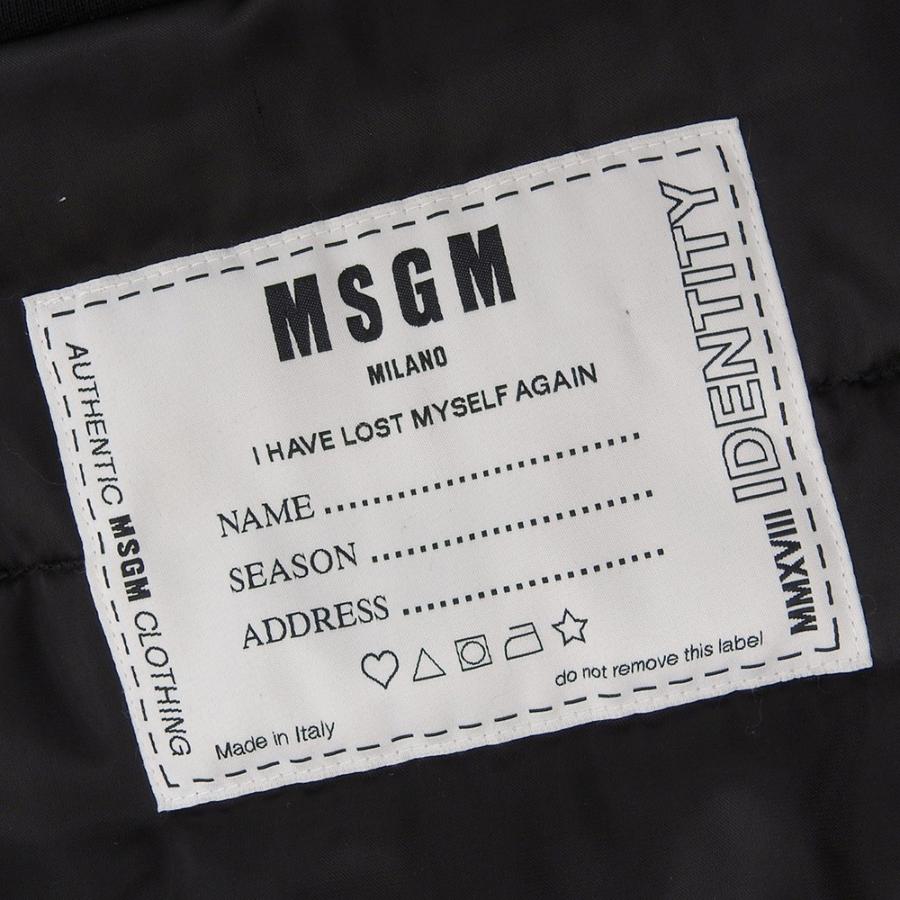 MSGM
MILANO
I HAVE LOST MYSELF AGAIN
NAME ..........................
SEASON ......................
ADDRESS ....................
do not remove this label
Made in Italy
AUTHENTIC MSGM CLOTHING
MMXVIII IDENTITY